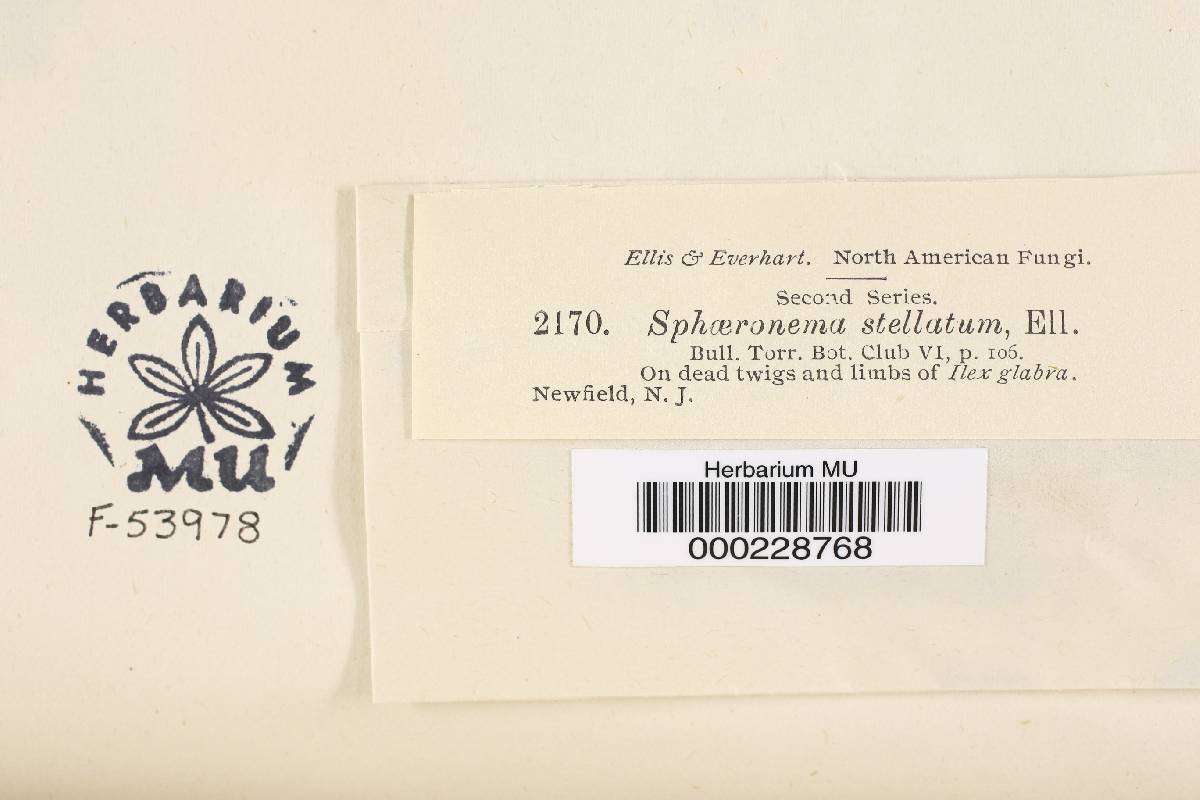 HERBARIUM
MU
F-53978
Ellis & Everhart. North American Fungi.
Second Series.
2170. Sphæronema stellatum, Ell.
Bull. Torr. Bot. Club VI, p. 106.
On dead twigs and limbs of Ilex glabra.
Newfield, N. J.
Herbarium MU
000228768